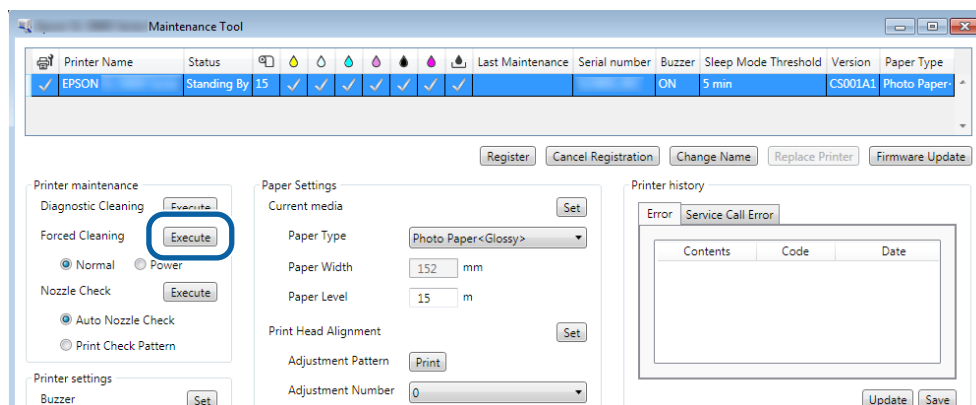 Maintenance Tool
Printer Name Status Last Maintenance Serial number Buzzer Sleep Mode Threshold Version Paper Type
EPSON Standing By 15 ON 5 min CS001A1 Photo Paper<
Register Cancel Registration Change Name Replace Printer Firmware Update
Printer maintenance
Diagnostic Cleaning Execute
Forced Cleaning Execute
Normal Power
Nozzle Check Execute
Auto Nozzle Check
Print Check Pattern
Printer settings
Buzzer Set
Paper Settings
Current media Set
Paper Type Photo Paper<Glossy>
Paper Width 152 mm
Paper Level 15 m
Print Head Alignment Set
Adjustment Pattern Print
Adjustment Number 0
Printer history
Error Service Call Error
Contents Code Date
Update Save